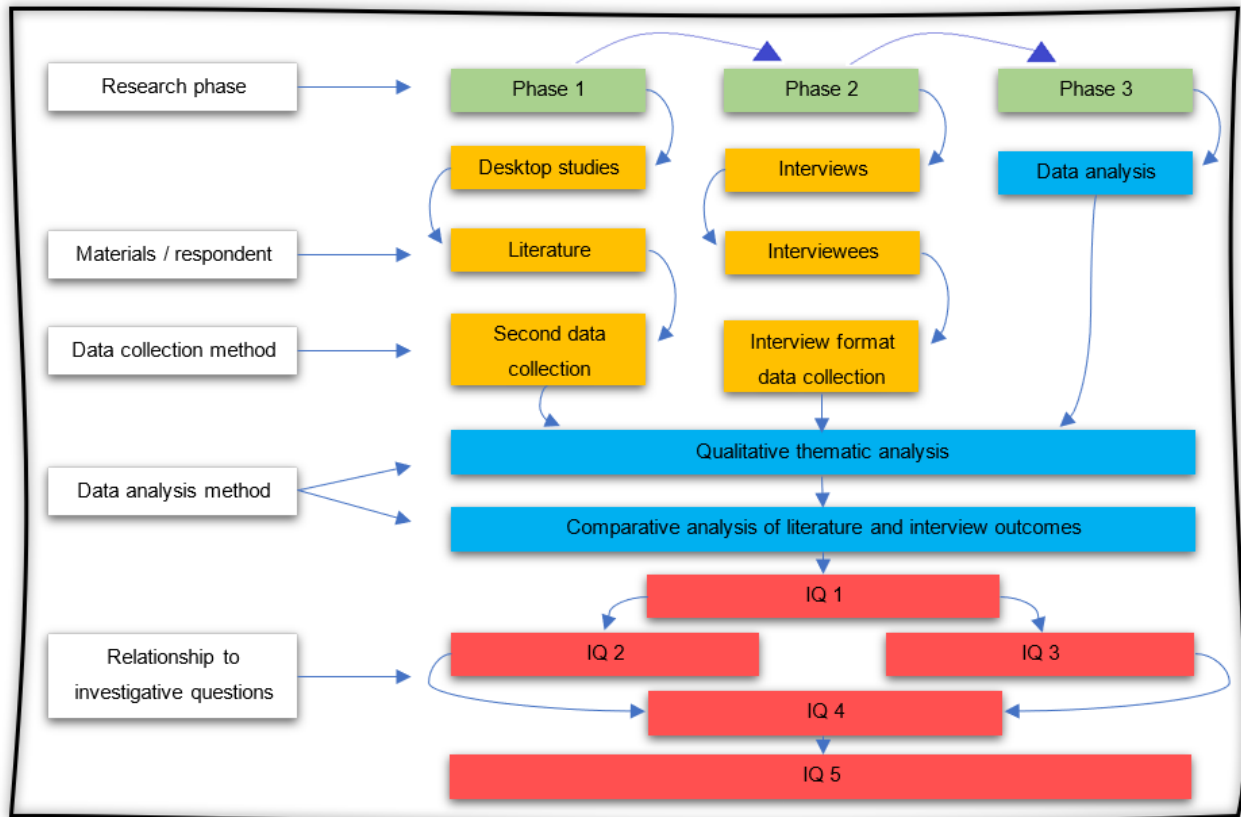 Research phase
Phase 1
Phase 2
Phase 3
Desktop studies
Interviews
Data analysis
Materials / respondent
Literature
Interviewees
Data collection method
Second data
collection
Interview format
data collection
Data analysis method
Qualitative thematic analysis
Comparative analysis of literature and interview outcomes
Relationship to
investigative questions
IQ 1
IQ 2
IQ 3
IQ 4
IQ 5